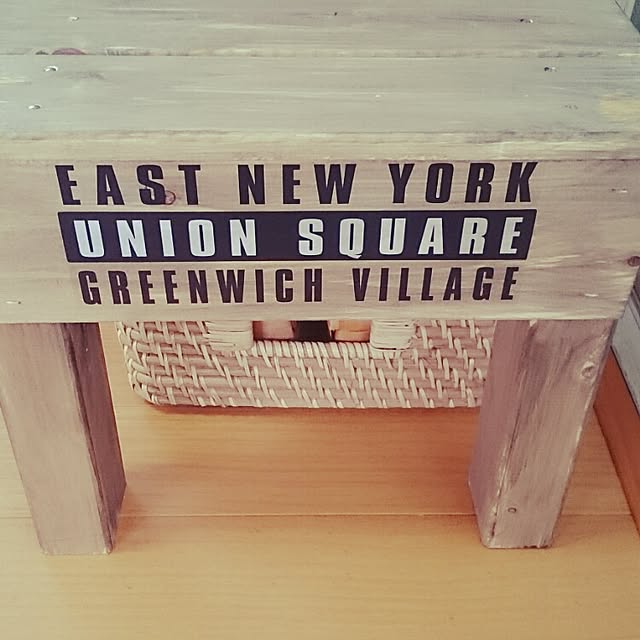 EAST NEW YORK
UNION SQUARE
GREENWICH VILLAGE